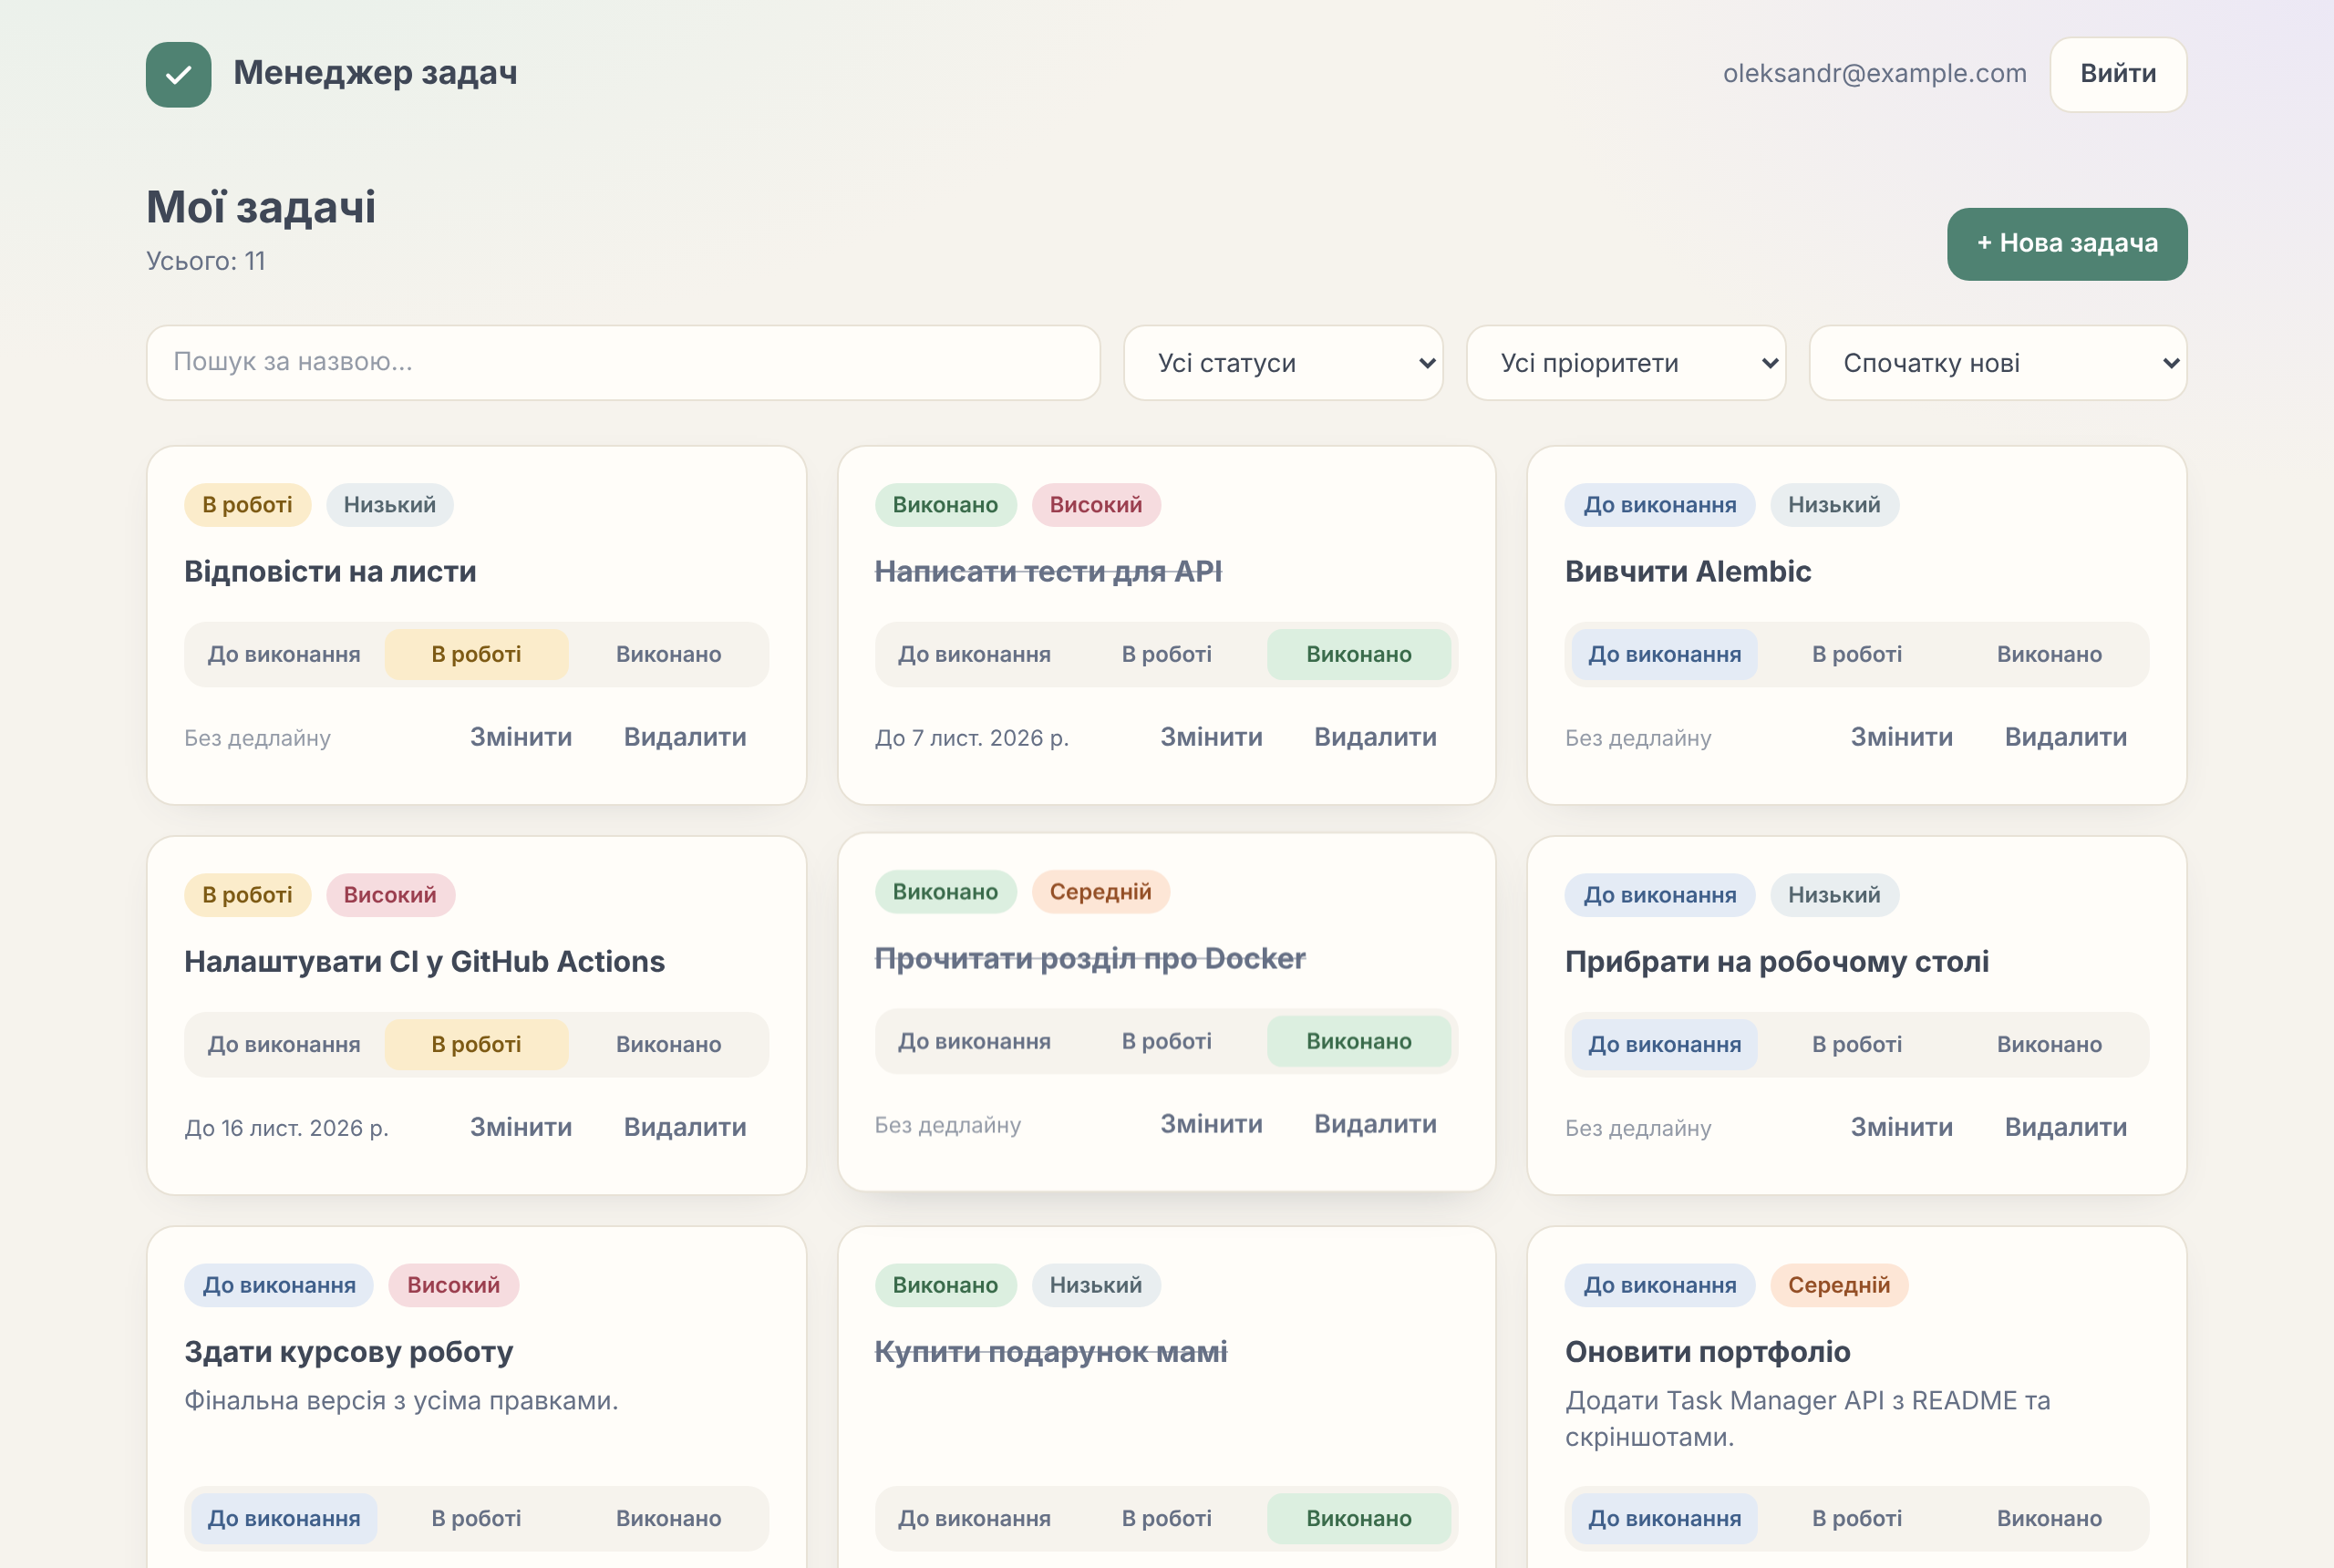 Менеджер задач
oleksandr@example.com
Вийти
Мої задачі
Усього: 11
+ Нова задача
Пошук за назвою...
Усі статуси
Усі пріоритети
Спочатку нові
В роботі
Низький
Відповісти на листи
До виконання
В роботі
Виконано
Без дедлайну
Змінити
Видалити
Виконано
Високий
Написати тести для API
До виконання
В роботі
Виконано
До 7 лист. 2026 р.
Змінити
Видалити
До виконання
Низький
Вивчити Alembic
До виконання
В роботі
Виконано
Без дедлайну
Змінити
Видалити
В роботі
Високий
Налаштувати CI у GitHub Actions
До виконання
В роботі
Виконано
До 16 лист. 2026 р.
Змінити
Видалити
Виконано
Середній
Прочитати розділ про Docker
До виконання
В роботі
Виконано
Без дедлайну
Змінити
Видалити
До виконання
Низький
Прибрати на робочому столі
До виконання
В роботі
Виконано
Без дедлайну
Змінити
Видалити
До виконання
Високий
Здати курсову роботу
Фінальна версія з усіма правками.
До виконання
В роботі
Виконано
Виконано
Низький
Купити подарунок мамі
До виконання
В роботі
Виконано
До виконання
Середній
Оновити портфоліо
Додати Task Manager API з README та
скріншотами.
До виконання
В роботі
Виконано